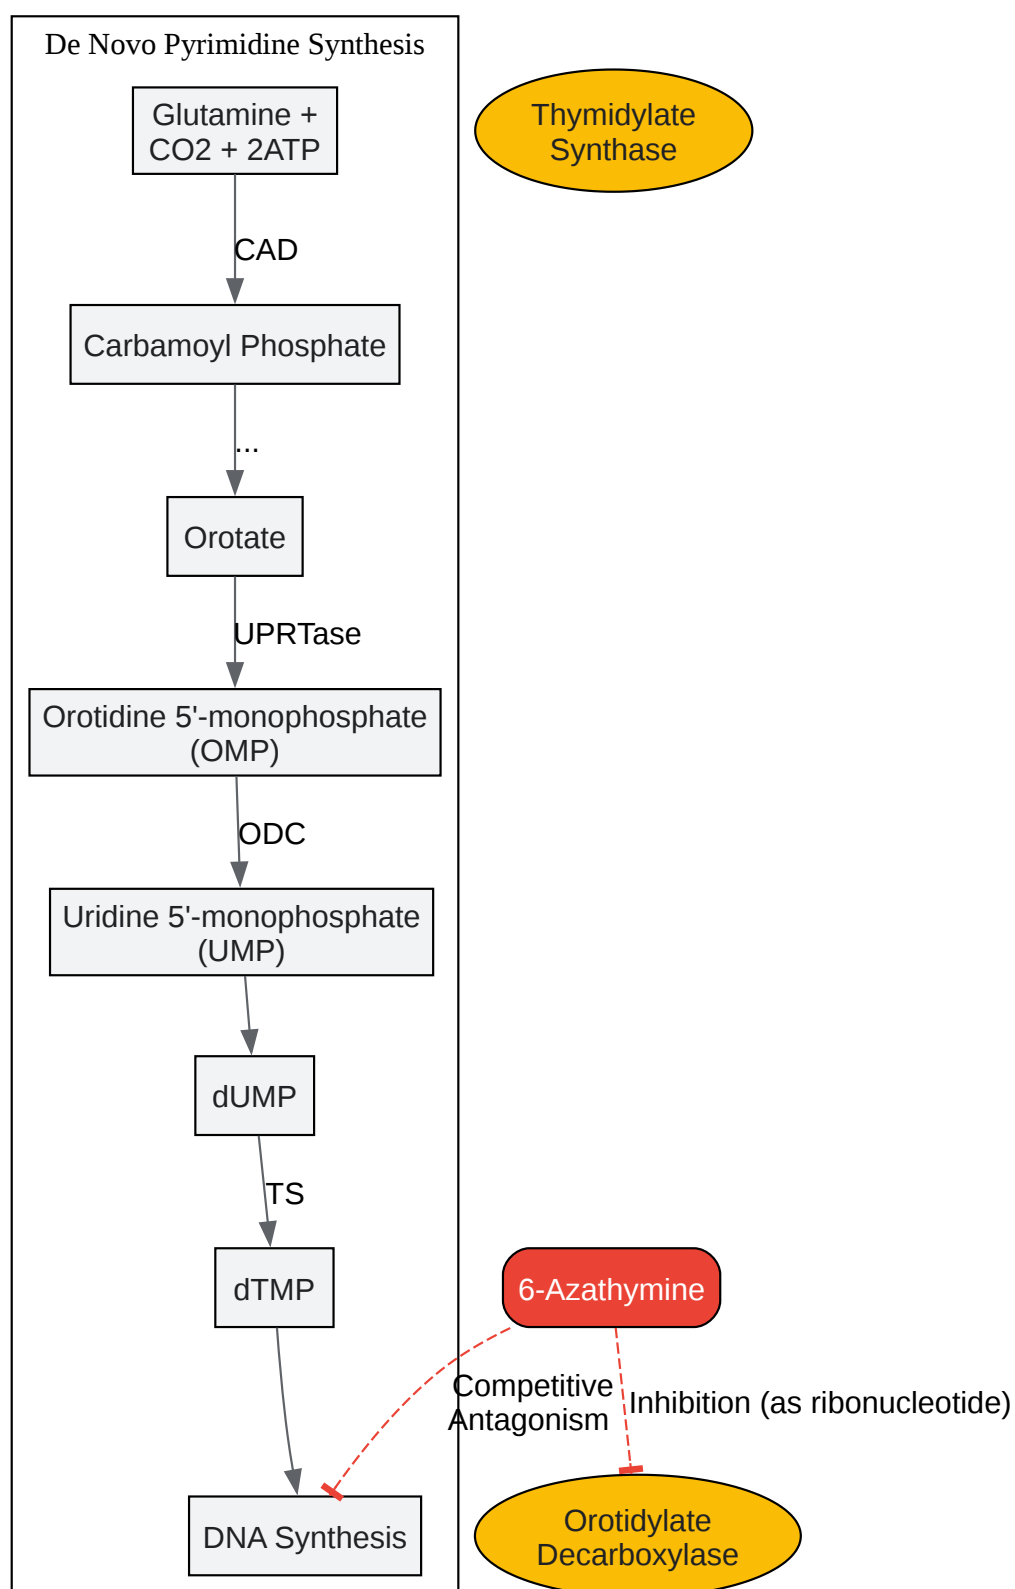 De Novo Pyrimidine Synthesis
Glutamine +
CO2 + 2ATP
Thymidylate
Synthase
CAD
Carbamoyl Phosphate
...
Orotate
UPRTase
Orotidine 5'-monophosphate
(OMP)
ODC
Uridine 5'-monophosphate
(UMP)
dUMP
TS
dTMP
6-Azathymine
Competitive
Antagonism
Inhibition (as ribonucleotide)
DNA Synthesis
Orotidylate
Decarboxylase